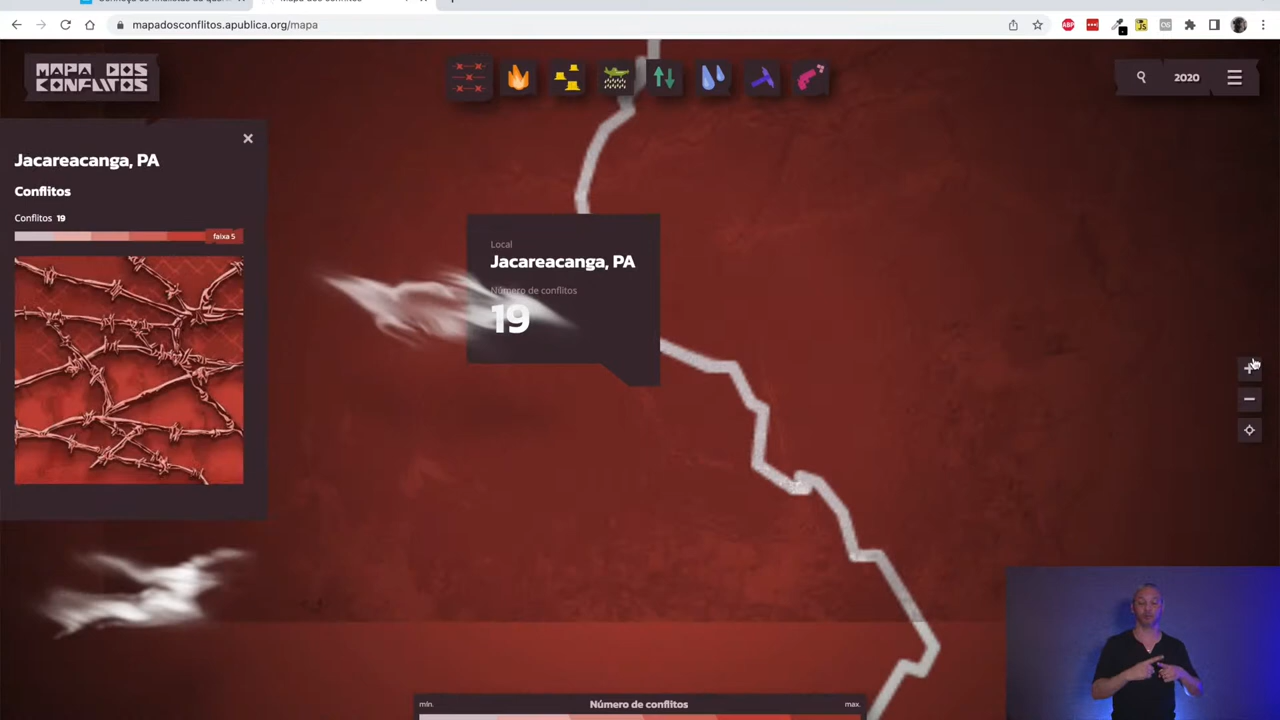 mapadosconflitos.apublica.org/mapa
ABP
MAPA DOS
CONFLITOS
2020
Jacareacanga, PA
Conflitos
Conflitos 19
faixa 5
Local
Jacareacanga, PA
Número de conflitos
19
mín.
Número de conflitos
máx.